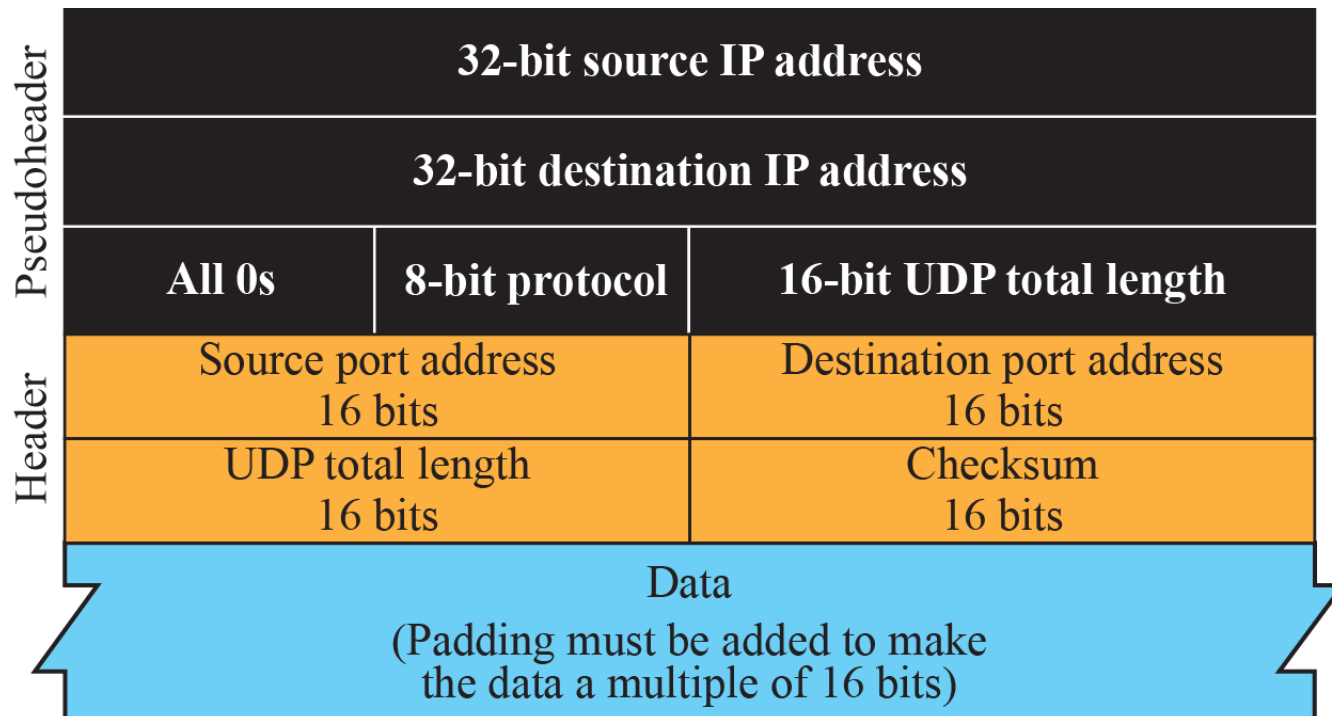 Pseudoheader
32-bit source IP address
32-bit destination IP address
All 0s
8-bit protocol
16-bit UDP total length
Header
Source port address
16 bits
Destination port address
16 bits
UDP total length
16 bits
Checksum
16 bits
Data
(Padding must be added to make
the data a multiple of 16 bits)